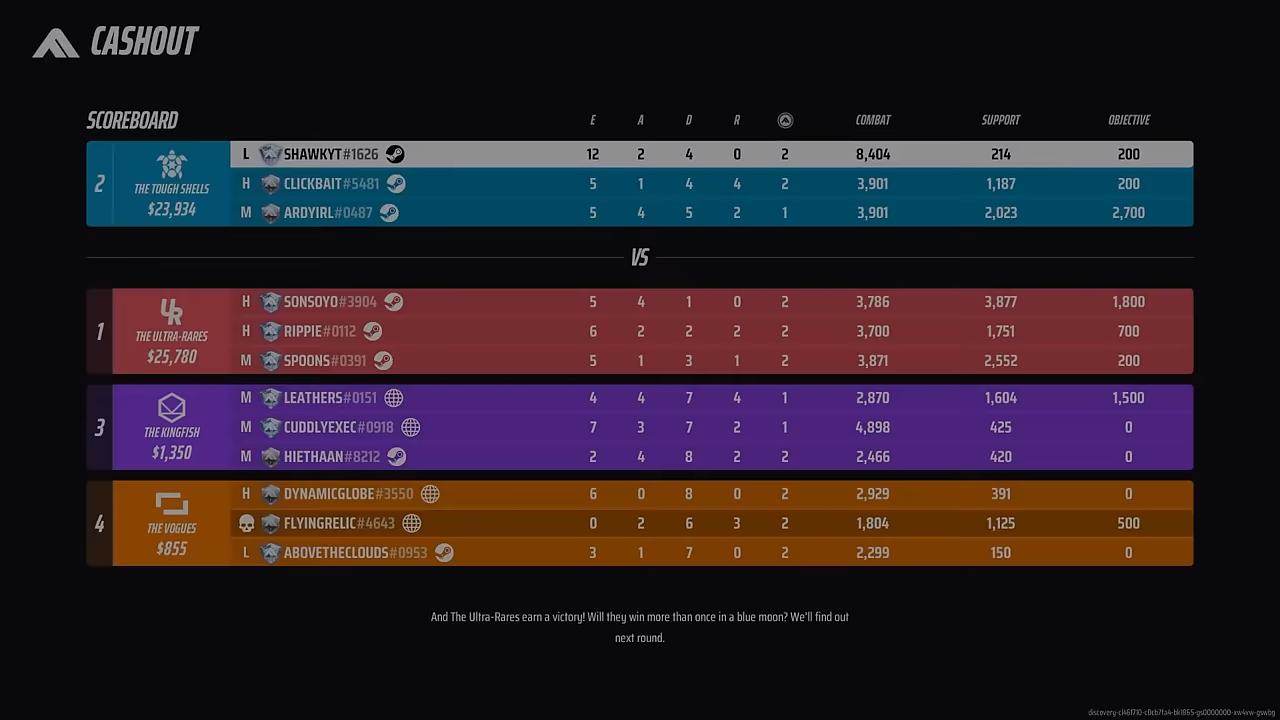 CASHOUT
SCOREBOARD E A D R COMBAT SUPPORT OBJECTIVE
2 THE TOUGH SHELLS $23,934
L SHAWKYT#1626 12 2 4 0 2 8,404 214 200
H CLICKBAIT#5481 5 1 4 4 2 3,901 1,187 200
M ARDYIRL#0487 5 4 5 2 1 3,901 2,023 2,700
VS
1 UR THE ULTRA-RARES $25,780
H SONSOYO#3904 5 4 1 0 2 3,786 3,877 1,800
H RIPPIE#0112 6 2 2 2 2 3,700 1,751 700
M SPOONS#0391 5 1 3 1 2 3,871 2,552 200
3 THE KINGFISH $1,350
M LEATHERS#0151 4 4 7 4 1 2,870 1,604 1,500
M CUDDLYEXEC#0918 7 3 7 2 1 4,898 425 0
M HIETHAAN#8212 2 4 8 2 2 2,466 420 0
4 THE VOGUES $855
H DYNAMICGLOBE#3550 6 0 8 0 2 2,929 391 0
FLYINGRELIC#4643 0 2 6 3 2 1,804 1,125 500
L ABOVETHECLOUDS#0953 3 1 7 0 2 2,299 150 0
And The Ultra-Rares earn a victory! Will they win more than once in a blue moon? We'll find out
next round.